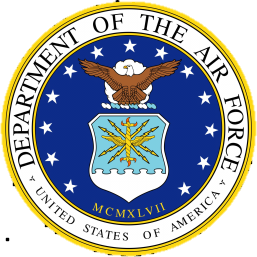 DEPARTMENT OF THE AIR FORCE
MCMXLVII
UNITED STATES OF AMERICA